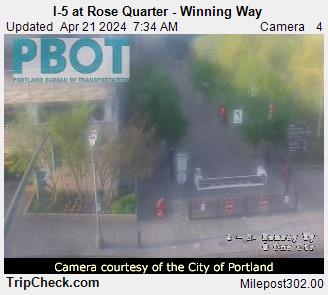 I-5 at Rose Quarter - Winning Way
Updated Apr 21 2024 7:34 AM Camera 4
PBOT
PORTLAND BUREAU OF TRANSPORTATION
Camera courtesy of the City of Portland
TripCheck.com Milepost302.00